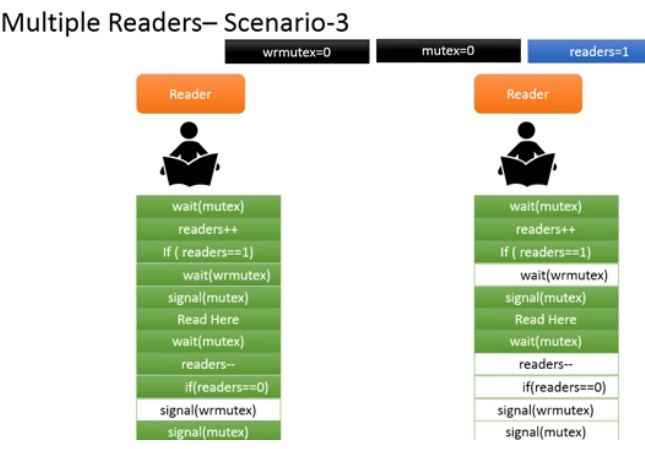 Multiple Readers– Scenario-3
wrmutex=0 mutex=0 readers=1
Reader
wait(mutex)
readers++
If ( readers==1)
wait(wrmutex)
signal(mutex)
Read Here
wait(mutex)
readers--
if(readers==0)
signal(wrmutex)
signal(mutex)
Reader
wait(mutex)
readers++
If ( readers==1)
wait(wrmutex)
signal(mutex)
Read Here
wait(mutex)
readers--
if(readers==0)
signal(wrmutex)
signal(mutex)